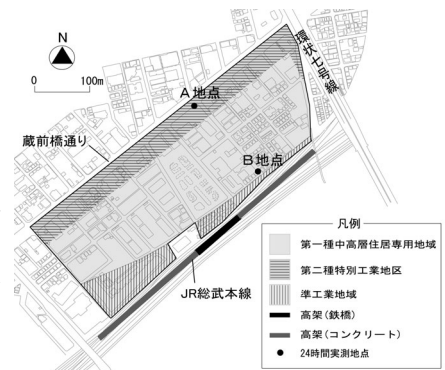 N
0 100m
環状七号線
A地点
蔵前橋通り
B地点
JR総武本線
凡例
第一種中高層住居専用地域
第二種特別工業地区
準工業地域
高架(鉄橋)
高架(コンクリート)
24時間実測地点